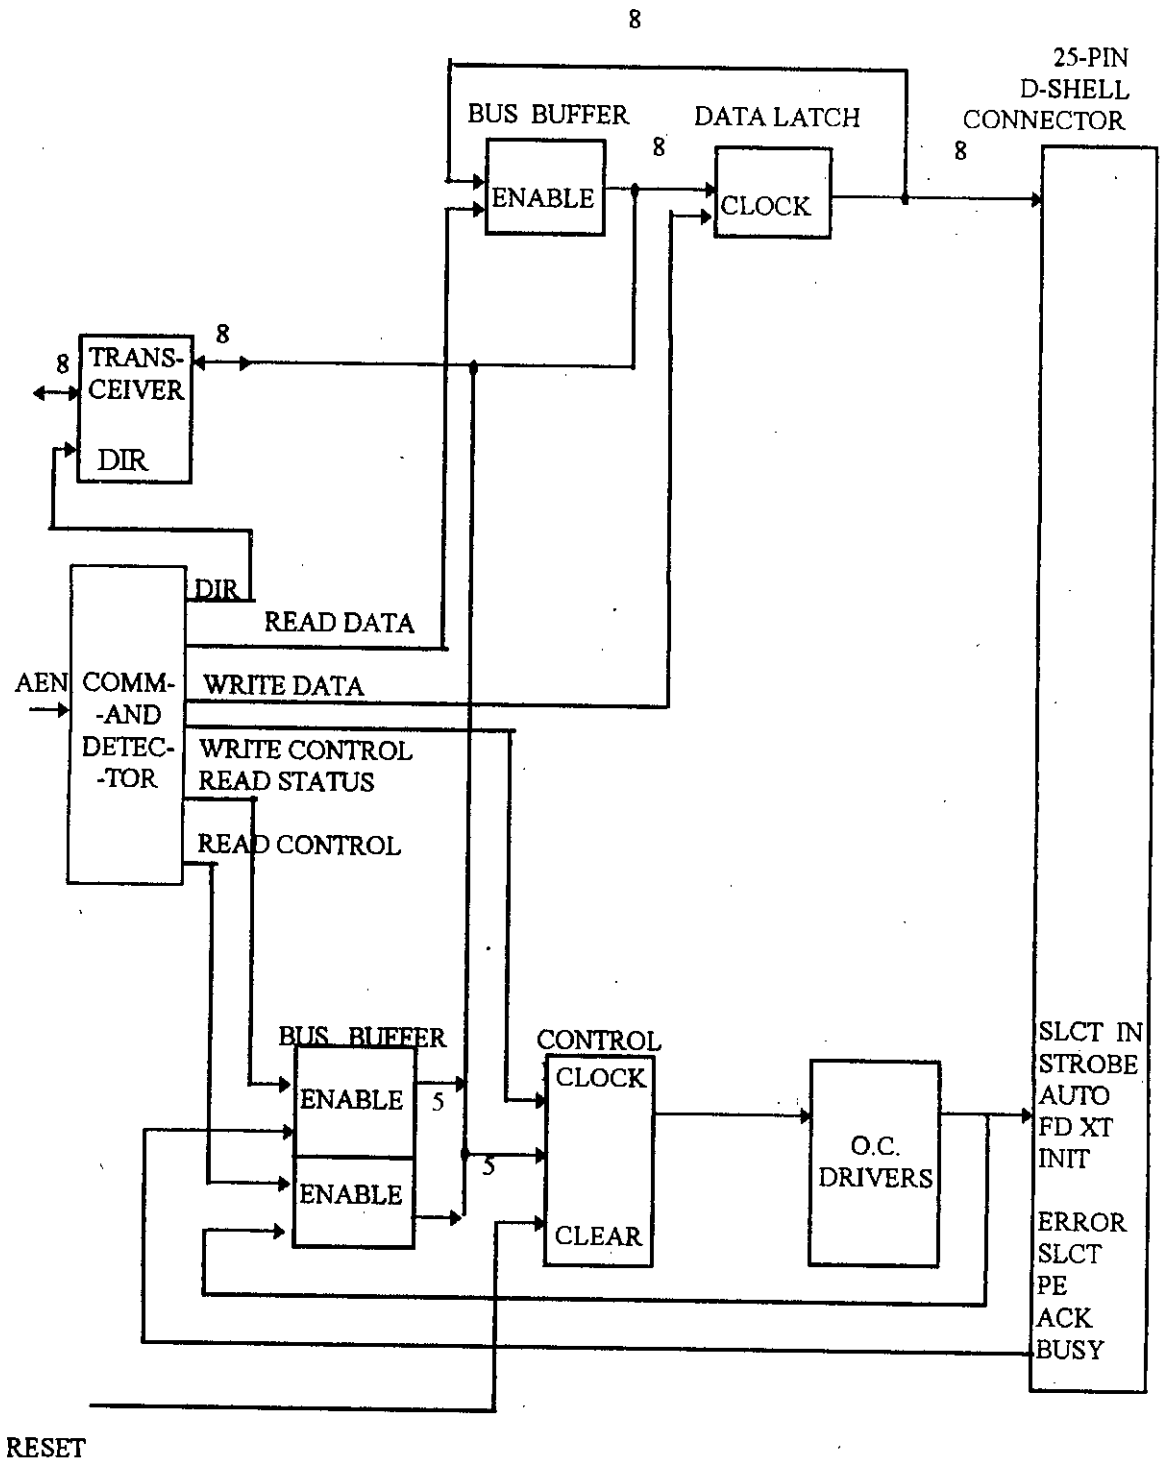 8
25-PIN
D-SHELL
CONNECTOR
BUS BUFFER
DATA LATCH
8
8
ENABLE
CLOCK
8
8
TRANS-
CEIVER
DIR
DIR
READ DATA
AEN
COMM-
-AND
DETEC-
-TOR
WRITE DATA
WRITE CONTROL
READ STATUS
READ CONTROL
BUS BUFFER
ENABLE
5
ENABLE
5
CONTROL
CLOCK
CLEAR
O.C.
DRIVERS
SLCT IN
STROBE
AUTO
FD XT
INIT
ERROR
SLCT
PE
ACK
BUSY
RESET